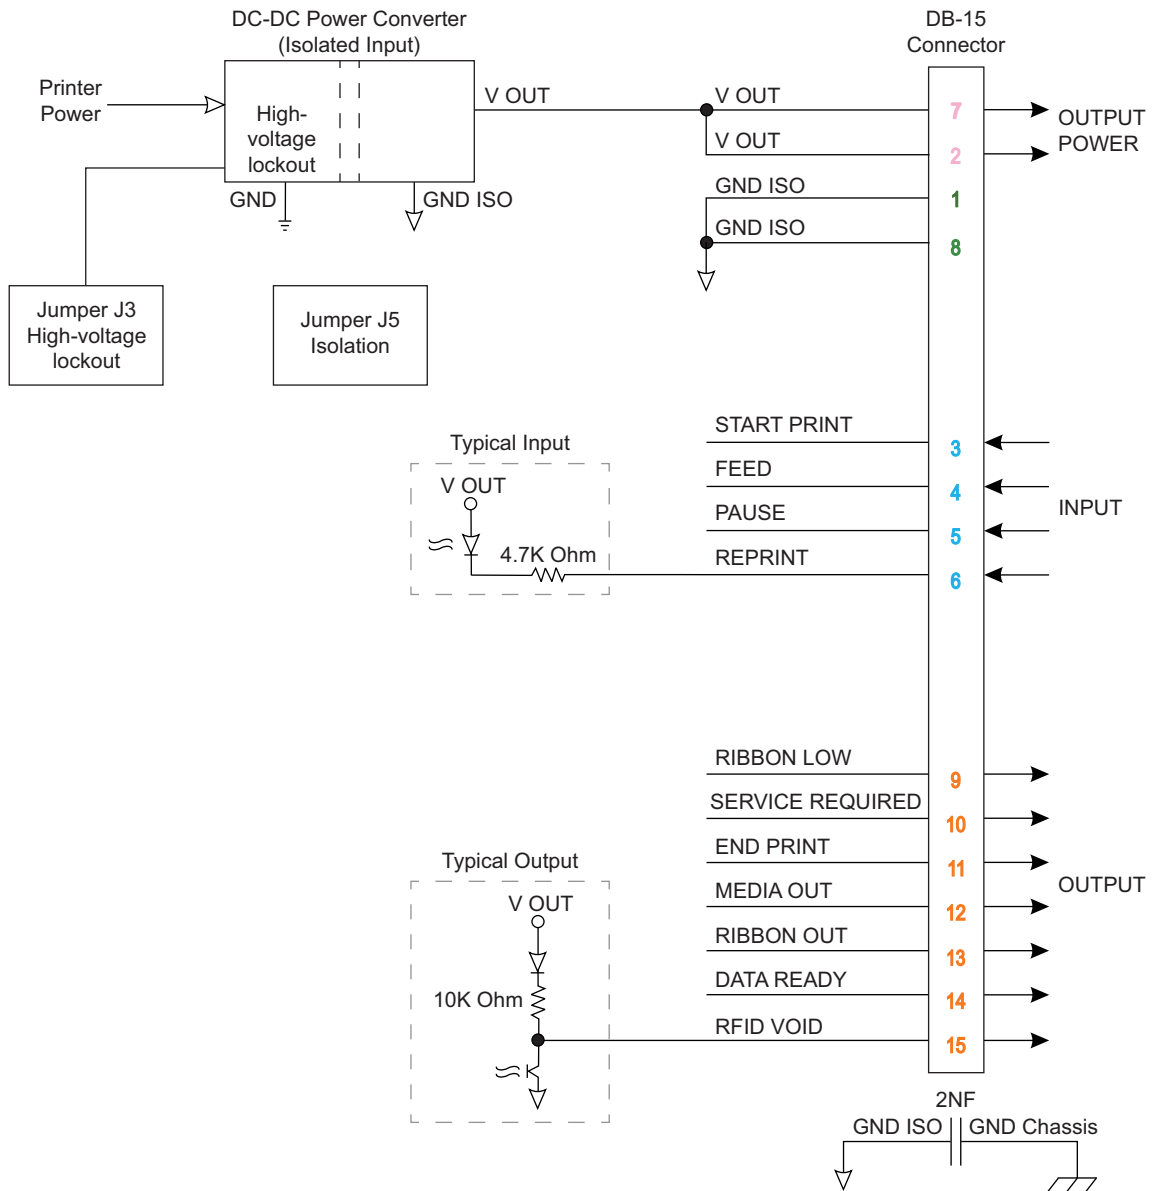 DC-DC Power Converter
(Isolated Input)
DB-15
Connector
Printer
Power
High-
voltage
lockout
V OUT
V OUT
7
OUTPUT
POWER
V OUT
2
GND
GND ISO
GND ISO
1
GND ISO
8
Jumper J3
High-voltage
lockout
Jumper J5
Isolation
START PRINT
3
FEED
4
PAUSE
5
REPRINT
6
INPUT
Typical Input
V OUT
4.7K Ohm
RIBBON LOW
9
SERVICE REQUIRED
10
END PRINT
11
MEDIA OUT
12
RIBBON OUT
13
DATA READY
14
RFID VOID
15
OUTPUT
Typical Output
V OUT
10K Ohm
2NF
GND ISO
GND Chassis